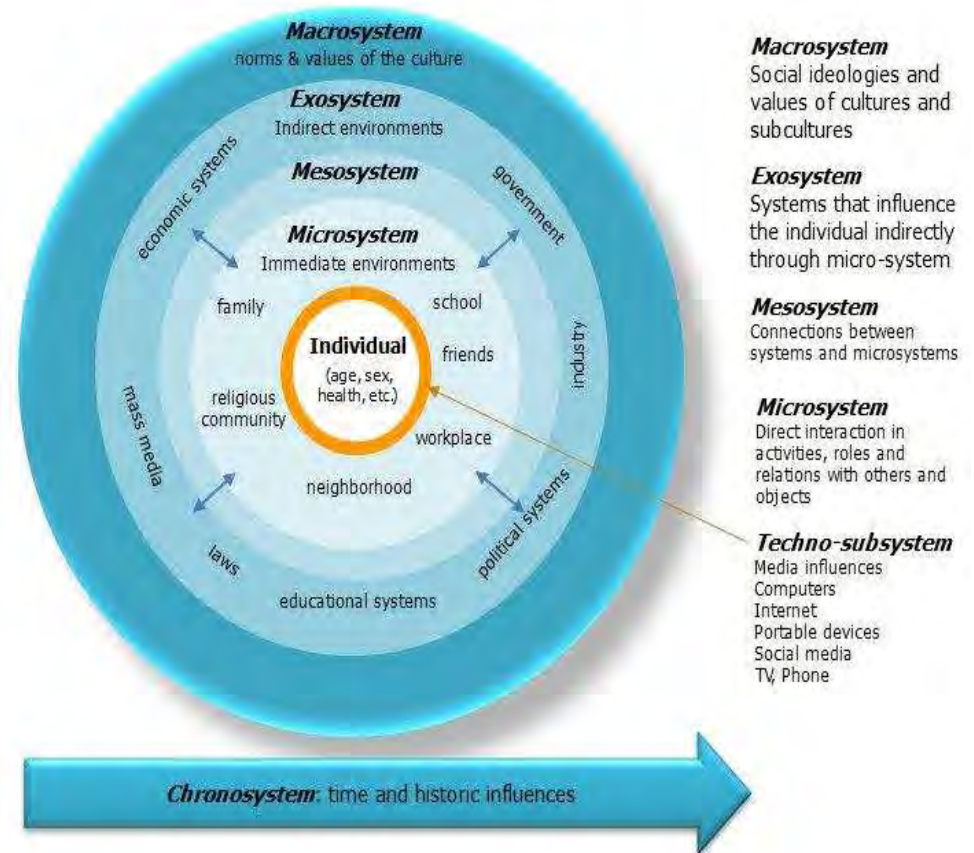 Macrosystem
norms & values of the culture
Exosystem
Indirect environments
Mesosystem
Microsystem
Immediate environments
economic systems
government
family
school
Individual
(age, sex,
health, etc.)
friends
industry
religious
community
workplace
mass media
neighborhood
political systems
laws
educational systems
Macrosystem
Social ideologies and
values of cultures and
subcultures
Exosystem
Systems that influence
the individual indirectly
through micro-system
Mesosystem
Connections between
systems and microsystems
Microsystem
Direct interaction in
activities, roles and
relations with others and
objects
Techno-subsystem
Media influences
Computers
Internet
Portable devices
Social media
TV, Phone
Chronosystem: time and historic influences